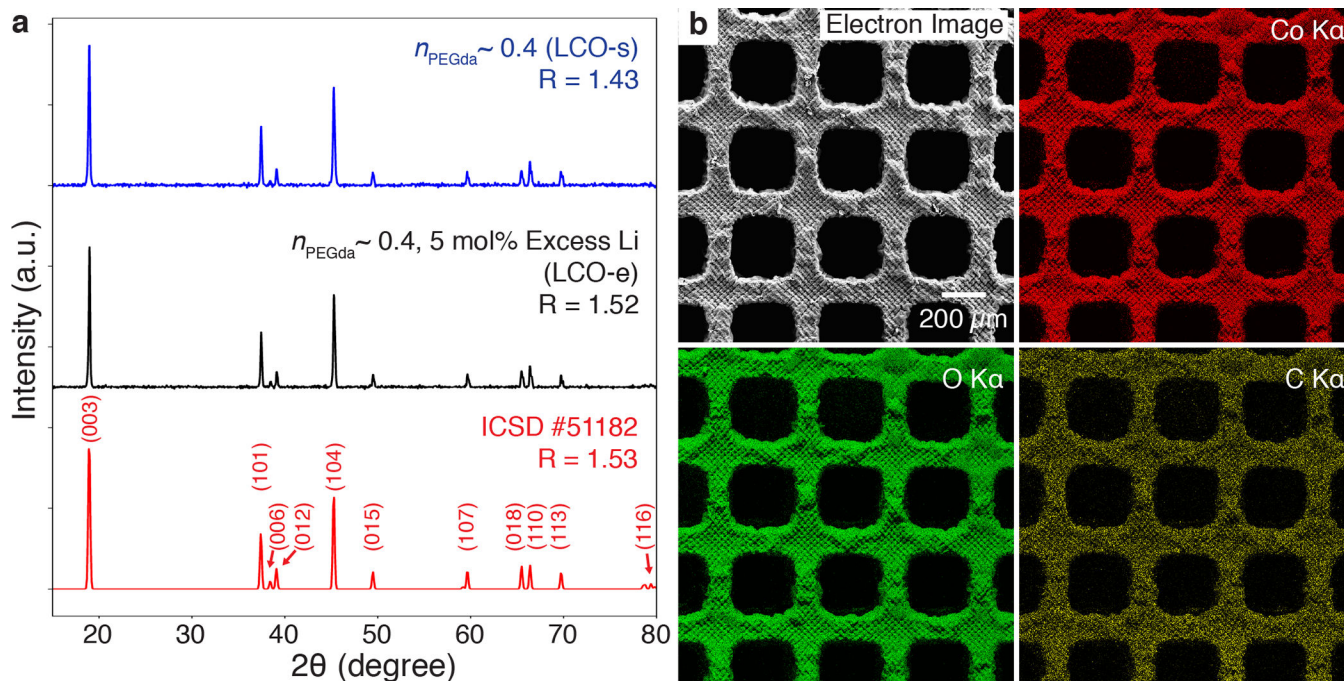 a
n_PEGda ~ 0.4 (LCO-s)
R = 1.43
n_PEGda ~ 0.4, 5 mol% Excess Li
(LCO-e)
R = 1.52
ICSD #51182
R = 1.53
(003)
(101)
(006)
(012)
(104)
(015)
(107)
(018)
(110)
(113)
(116)
Intensity (a.u.)
20 30 40 50 60 70 80
2θ (degree)
b
Electron Image
200 µm
Co Kα
O Kα
C Kα